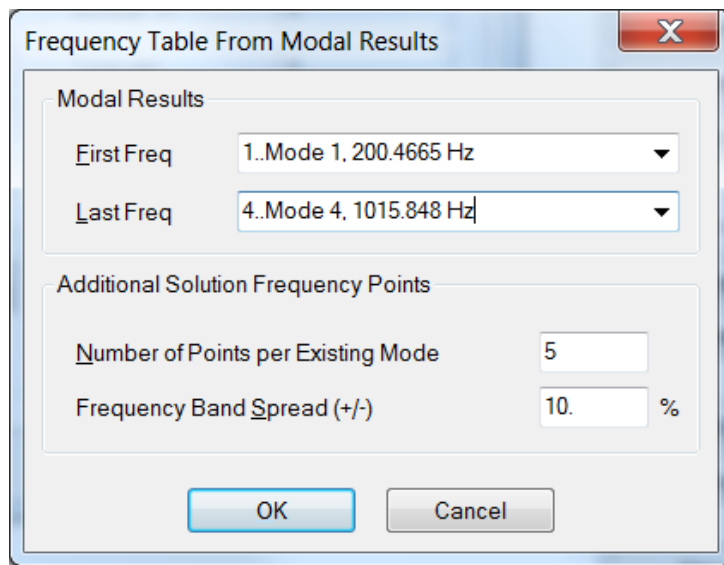 Frequency Table From Modal Results
X
Modal Results
First Freq 1..Mode 1, 200.4665 Hz
Last Freq 4..Mode 4, 1015.848 Hz
Additional Solution Frequency Points
Number of Points per Existing Mode 5
Frequency Band Spread (+/-) 10. %
OK Cancel